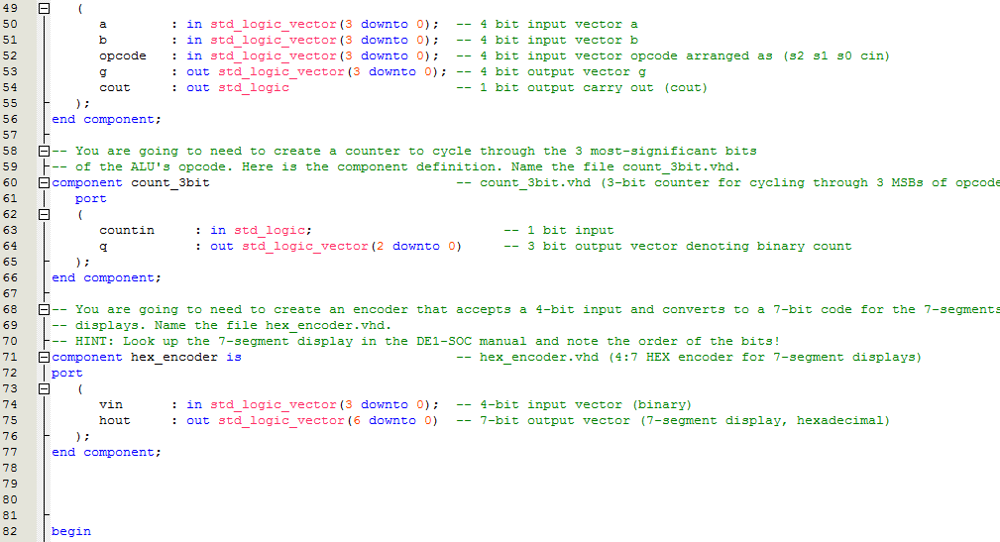 49 (
50 a : in std_logic_vector(3 downto 0); -- 4 bit input vector a
51 b : in std_logic_vector(3 downto 0); -- 4 bit input vector b
52 opcode : in std_logic_vector(3 downto 0); -- 4 bit input vector opcode arranged as (s2 s1 s0 cin)
53 g : out std_logic_vector(3 downto 0); -- 4 bit output vector g
54 cout : out std_logic -- 1 bit output carry out (cout)
55 );
56 end component;
57
58 -- You are going to need to create a counter to cycle through the 3 most-significant bits
59 -- of the ALU's opcode. Here is the component definition. Name the file count_3bit.vhd.
60 component count_3bit -- count_3bit.vhd (3-bit counter for cycling through 3 MSBs of opcode
61 port
62 (
63 countin : in std_logic; -- 1 bit input
64 q : out std_logic_vector(2 downto 0) -- 3 bit output vector denoting binary count
65 );
66 end component;
67
68 -- You are going to need to create an encoder that accepts a 4-bit input and converts to a 7-bit code for the 7-segments
69 -- displays. Name the file hex_encoder.vhd.
70 -- HINT: Look up the 7-segment display in the DE1-SOC manual and note the order of the bits!
71 component hex_encoder is -- hex_encoder.vhd (4:7 HEX encoder for 7-segment displays)
72 port
73 (
74 vin : in std_logic_vector(3 downto 0); -- 4-bit input vector (binary)
75 hout : out std_logic_vector(6 downto 0) -- 7-bit output vector (7-segment display, hexadecimal)
76 );
77 end component;
78
79
80
81
82 begin